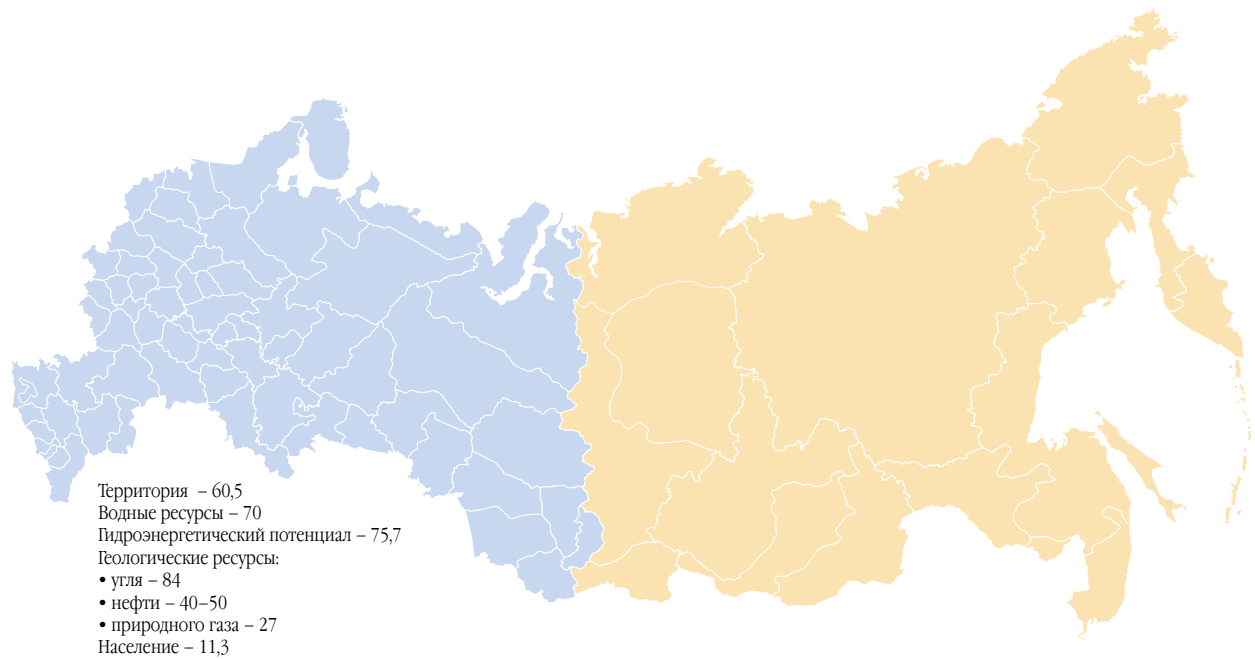 Территория – 60,5
Водные ресурсы – 70
Гидроэнергетический потенциал – 75,7
Геологические ресурсы:
• угля – 84
• нефти – 40–50
• природного газа – 27
Население – 11,3